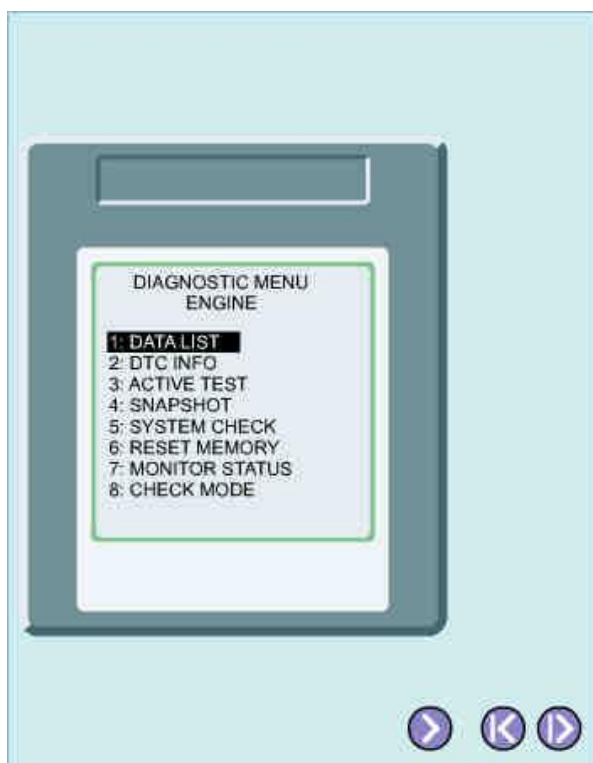 DIAGNOSTIC MENU
ENGINE
1: DATA LIST
2: DTC INFO
3: ACTIVE TEST
4: SNAPSHOT
5: SYSTEM CHECK
6: RESET MEMORY
7: MONITOR STATUS
8: CHECK MODE